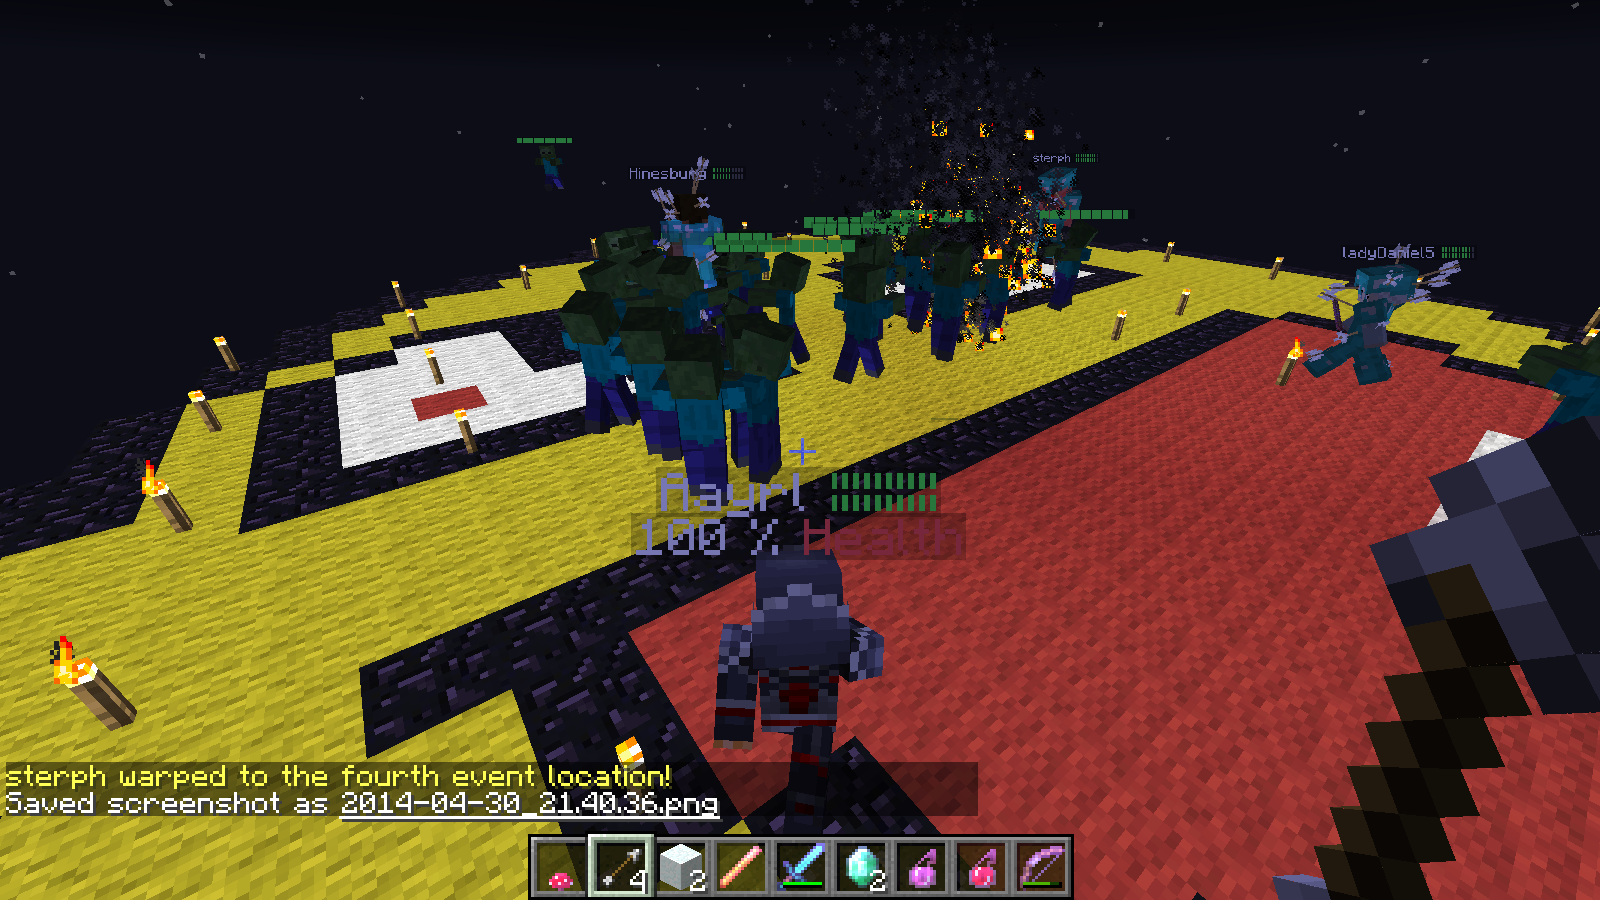 Hinesburg
sterph
ladyDaniel5
Rayrl
100 % Health
sterph warped to the fourth event location!
Saved screenshot as 2014-04-30_21.40.36.png
4
2
2